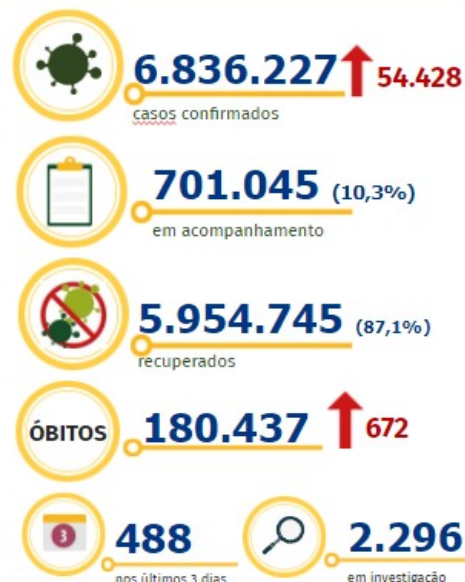 6.836.227 54.428
casos confirmados
701.045 (10,3%)
em acompanhamento
5.954.745 (87,1%)
recuperados
ÓBITOS 180.437 672
3 488 2.296
nos últimos 3 dias em investigação